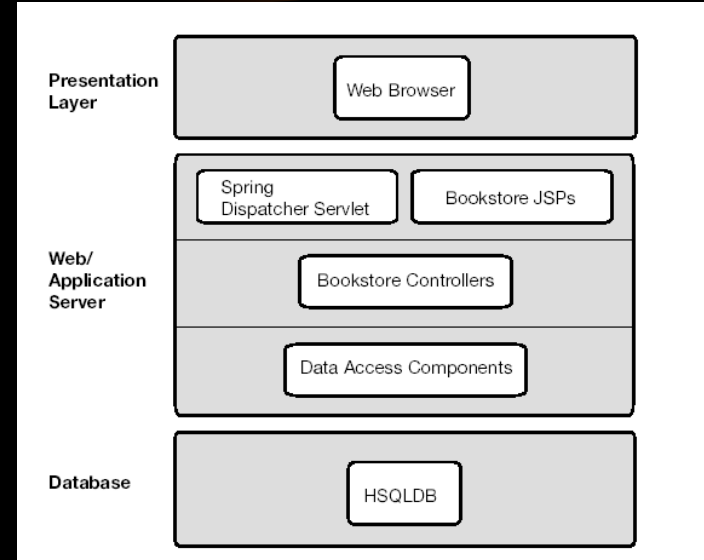 Presentation
Layer
Web Browser
Web/
Application
Server
Spring
Dispatcher Servlet
Bookstore JSPs
Bookstore Controllers
Data Access Components
Database
HSQLDB